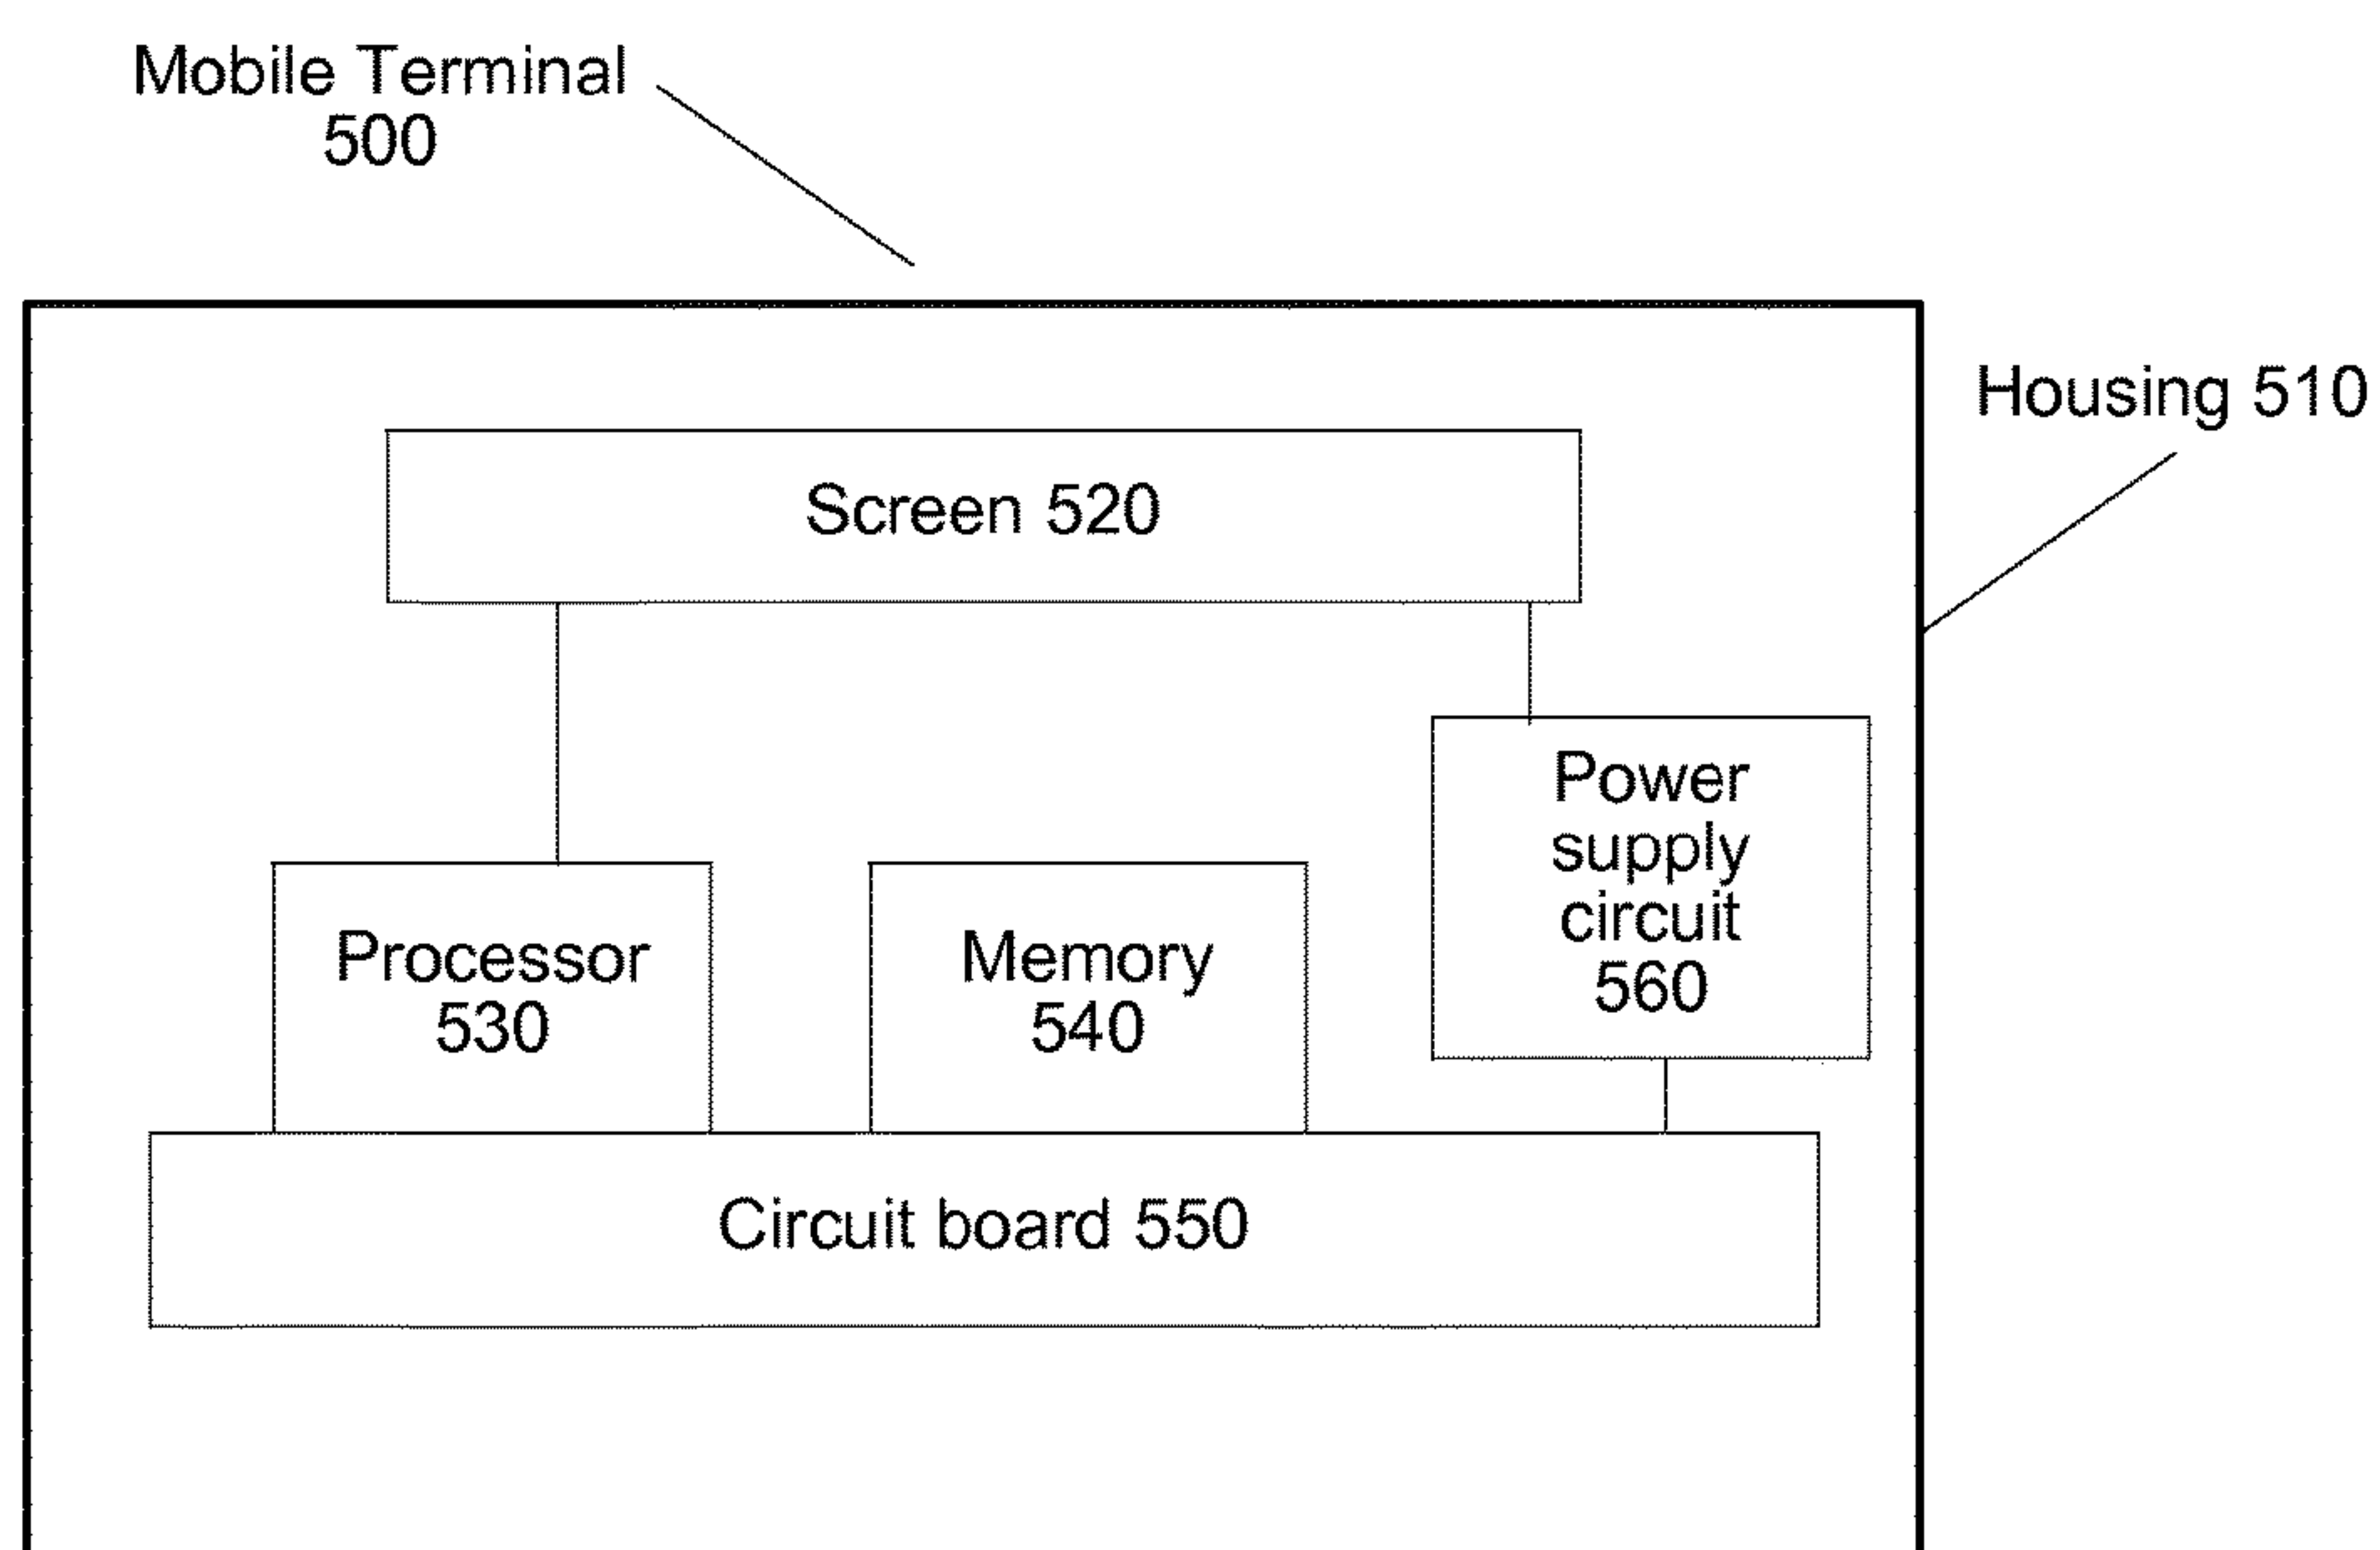 Mobile Terminal
500
Housing 510
Screen 520
Power
supply
circuit
560
Processor
530
Memory
540
Circuit board 550